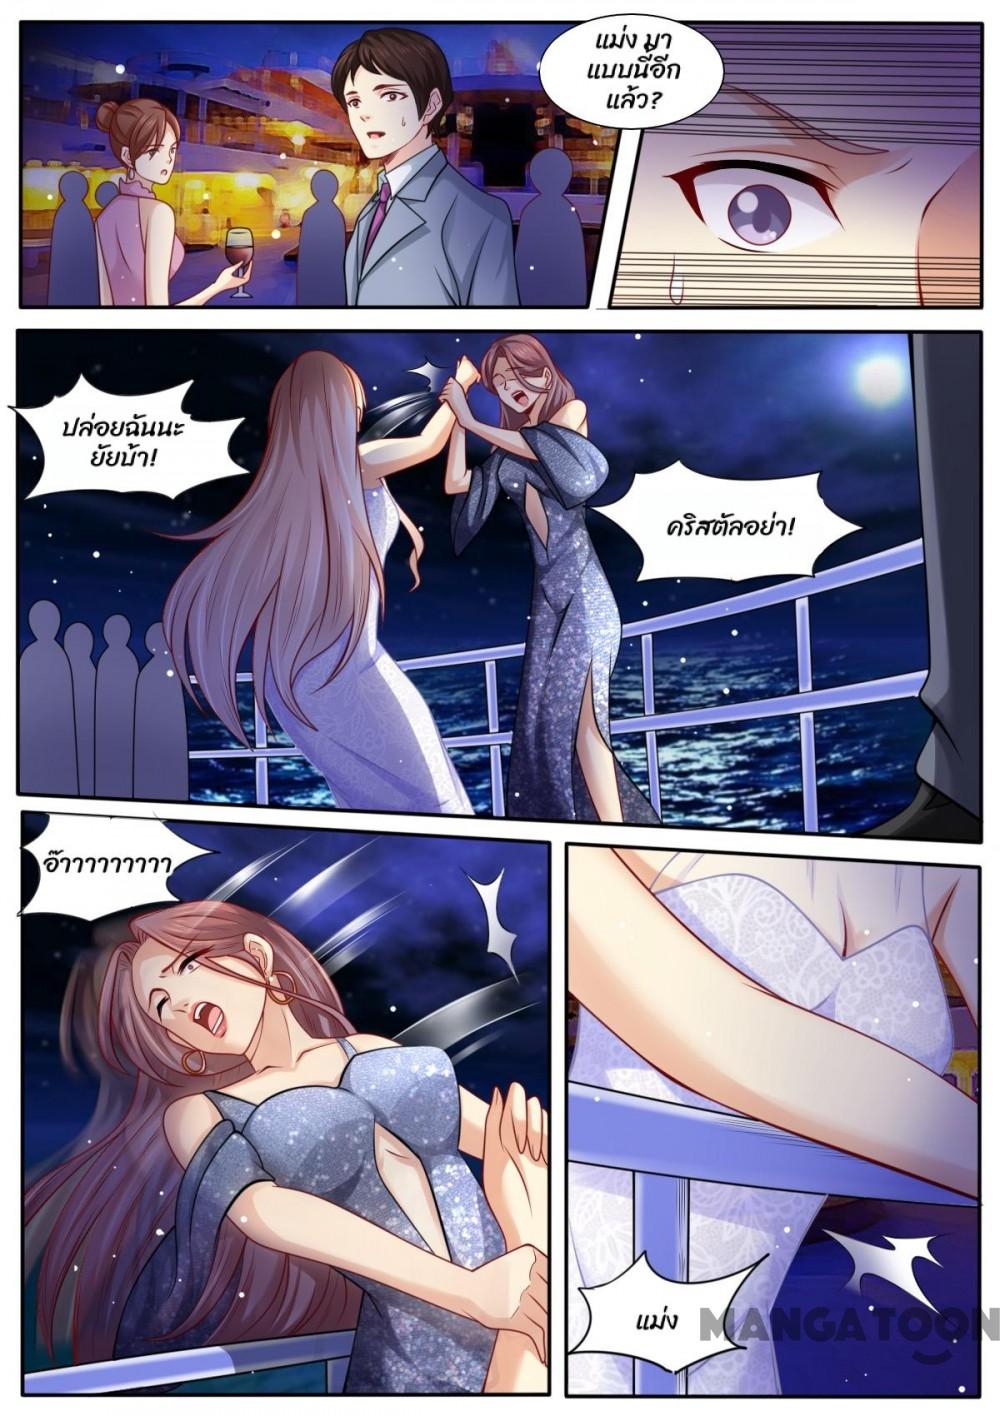 แม่ง มา
แบบนี้อีก
แล้ว?
ปล่อยฉันนะ
ยัยบ้า!
คริสตัลอย่า!
อ๊าาาาาาาาาา
แม่ง
MANGATOON